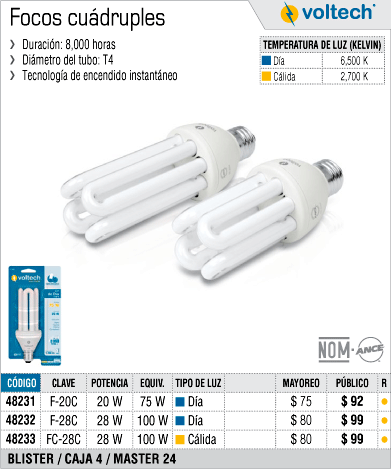 Focos cuádruples
voltech®
Duración: 8,000 horas
Diámetro del tubo: T4
Tecnología de encendido instantáneo
TEMPERATURA DE LUZ (KELVIN)
Día 6,500 K
Cálida 2,700 K
voltech
NOM-ANCE
CÓDIGO CLAVE POTENCIA EQUIV. TIPO DE LUZ MAYOREO PÚBLICO R
48231 F-20C 20 W 75 W Día $ 75 $ 92
48232 F-28C 28 W 100 W Día $ 80 $ 99
48233 FC-28C 28 W 100 W Cálida $ 80 $ 99
BLISTER / CAJA 4 / MASTER 24